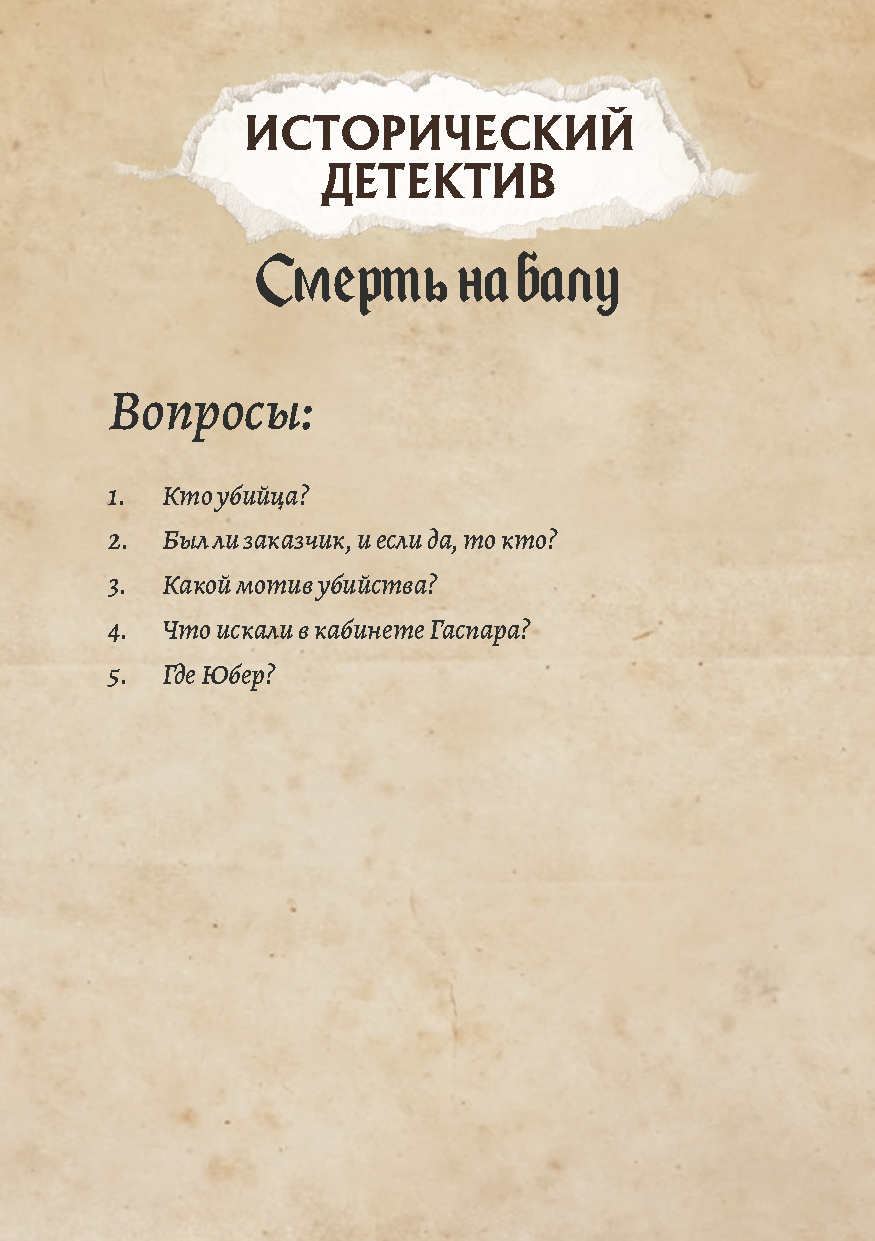 ИСТОРИЧЕСКИЙ
ДЕТЕКТИВ
Смерть на балу
Вопросы:
1. Кто убийца?
2. Был ли заказчик, и если да, то кто?
3. Какой мотив убийства?
4. Что искали в кабинете Гаспара?
5. Где Юбер?